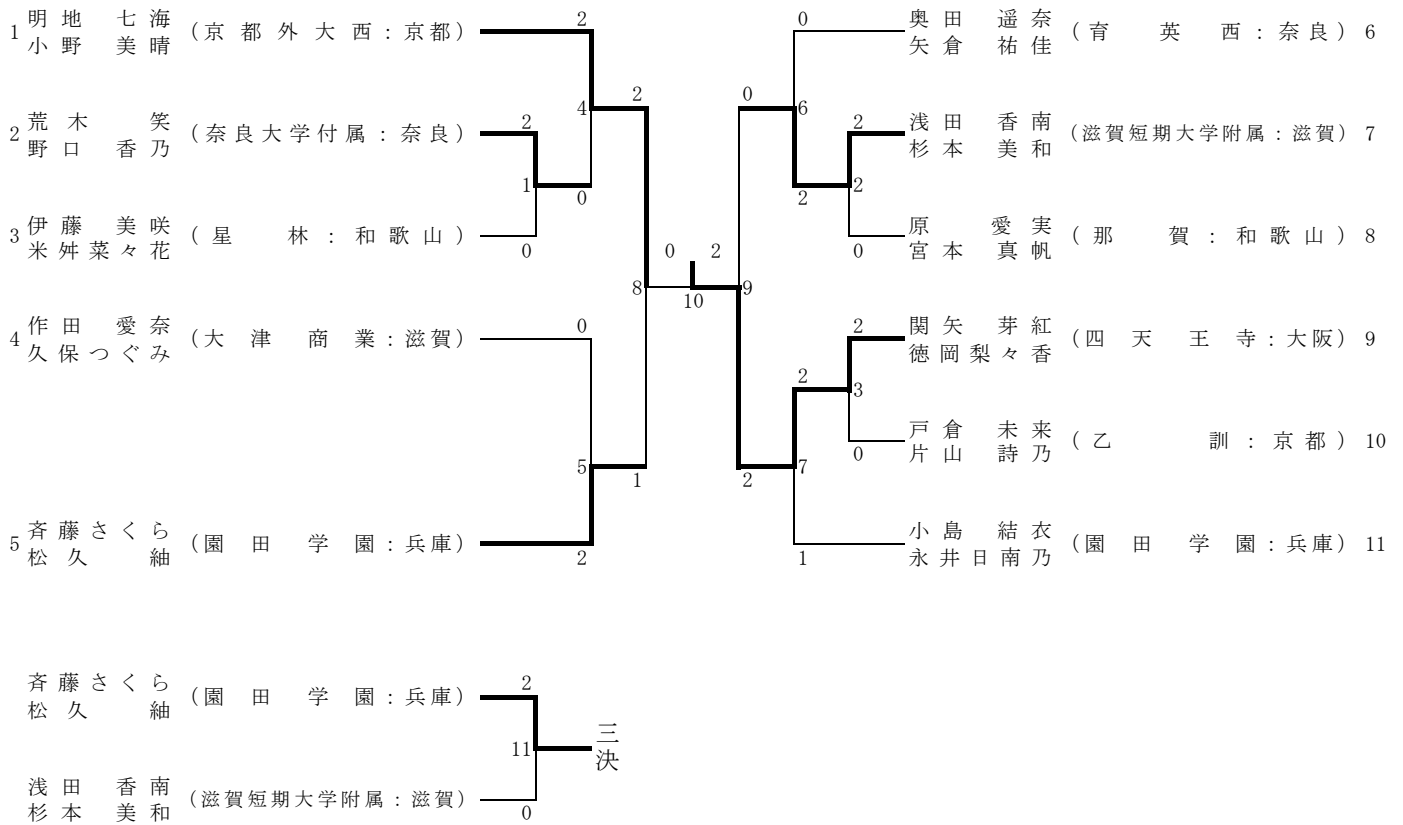 1 明地 七海 (京都外大西:京都) 2
小野 美晴
4 2
2 荒木 笑 (奈良大学付属:奈良) 2
野口 香乃
1 0
3 伊藤 美咲 (星林:和歌山) 0
米舛菜々花
8 0
4 作田 愛奈 (大津商業:滋賀) 0
久保つぐみ
5 1
5 斉藤さくら (園田学園:兵庫) 2
松久 紬
10
0 奥田 遥奈 (育英西:奈良) 6
矢倉 祐佳
0 6
2 浅田 香南 (滋賀短期大学附属:滋賀) 7
杉本 美和
2 2
0 原 愛実 (那賀:和歌山) 8
宮本 真帆
2 9
2 関矢 芽紅 (四天王寺:大阪) 9
徳岡梨々香
2 3
0 戸倉 未来 (乙訓:京都) 10
片山 詩乃
2 7
1 小島 結衣 (園田学園:兵庫) 11
永井日南乃
斉藤さくら (園田学園:兵庫) 2
松久 紬
11 三決
浅田 香南 (滋賀短期大学附属:滋賀) 0
杉本 美和